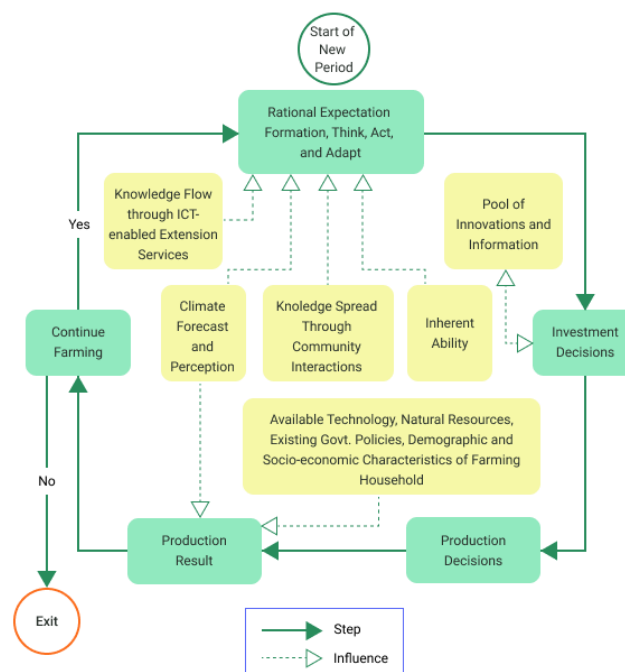 Start of
New
Period
Rational Expectation
Formation, Think, Act,
and Adapt
Knowledge Flow
through ICT-
enabled Extension
Services
Pool of
Innovations and
Information
Yes
Continue
Farming
Climate
Forecast
and
Perception
Knoledge Spread
Through
Community
Interactions
Inherent
Ability
Investment
Decisions
Available Technology, Natural Resources,
Existing Govt. Policies, Demographic and
Socio-economic Characteristics of Farming
Household
No
Production
Result
Production
Decisions
Exit
Step
Influence